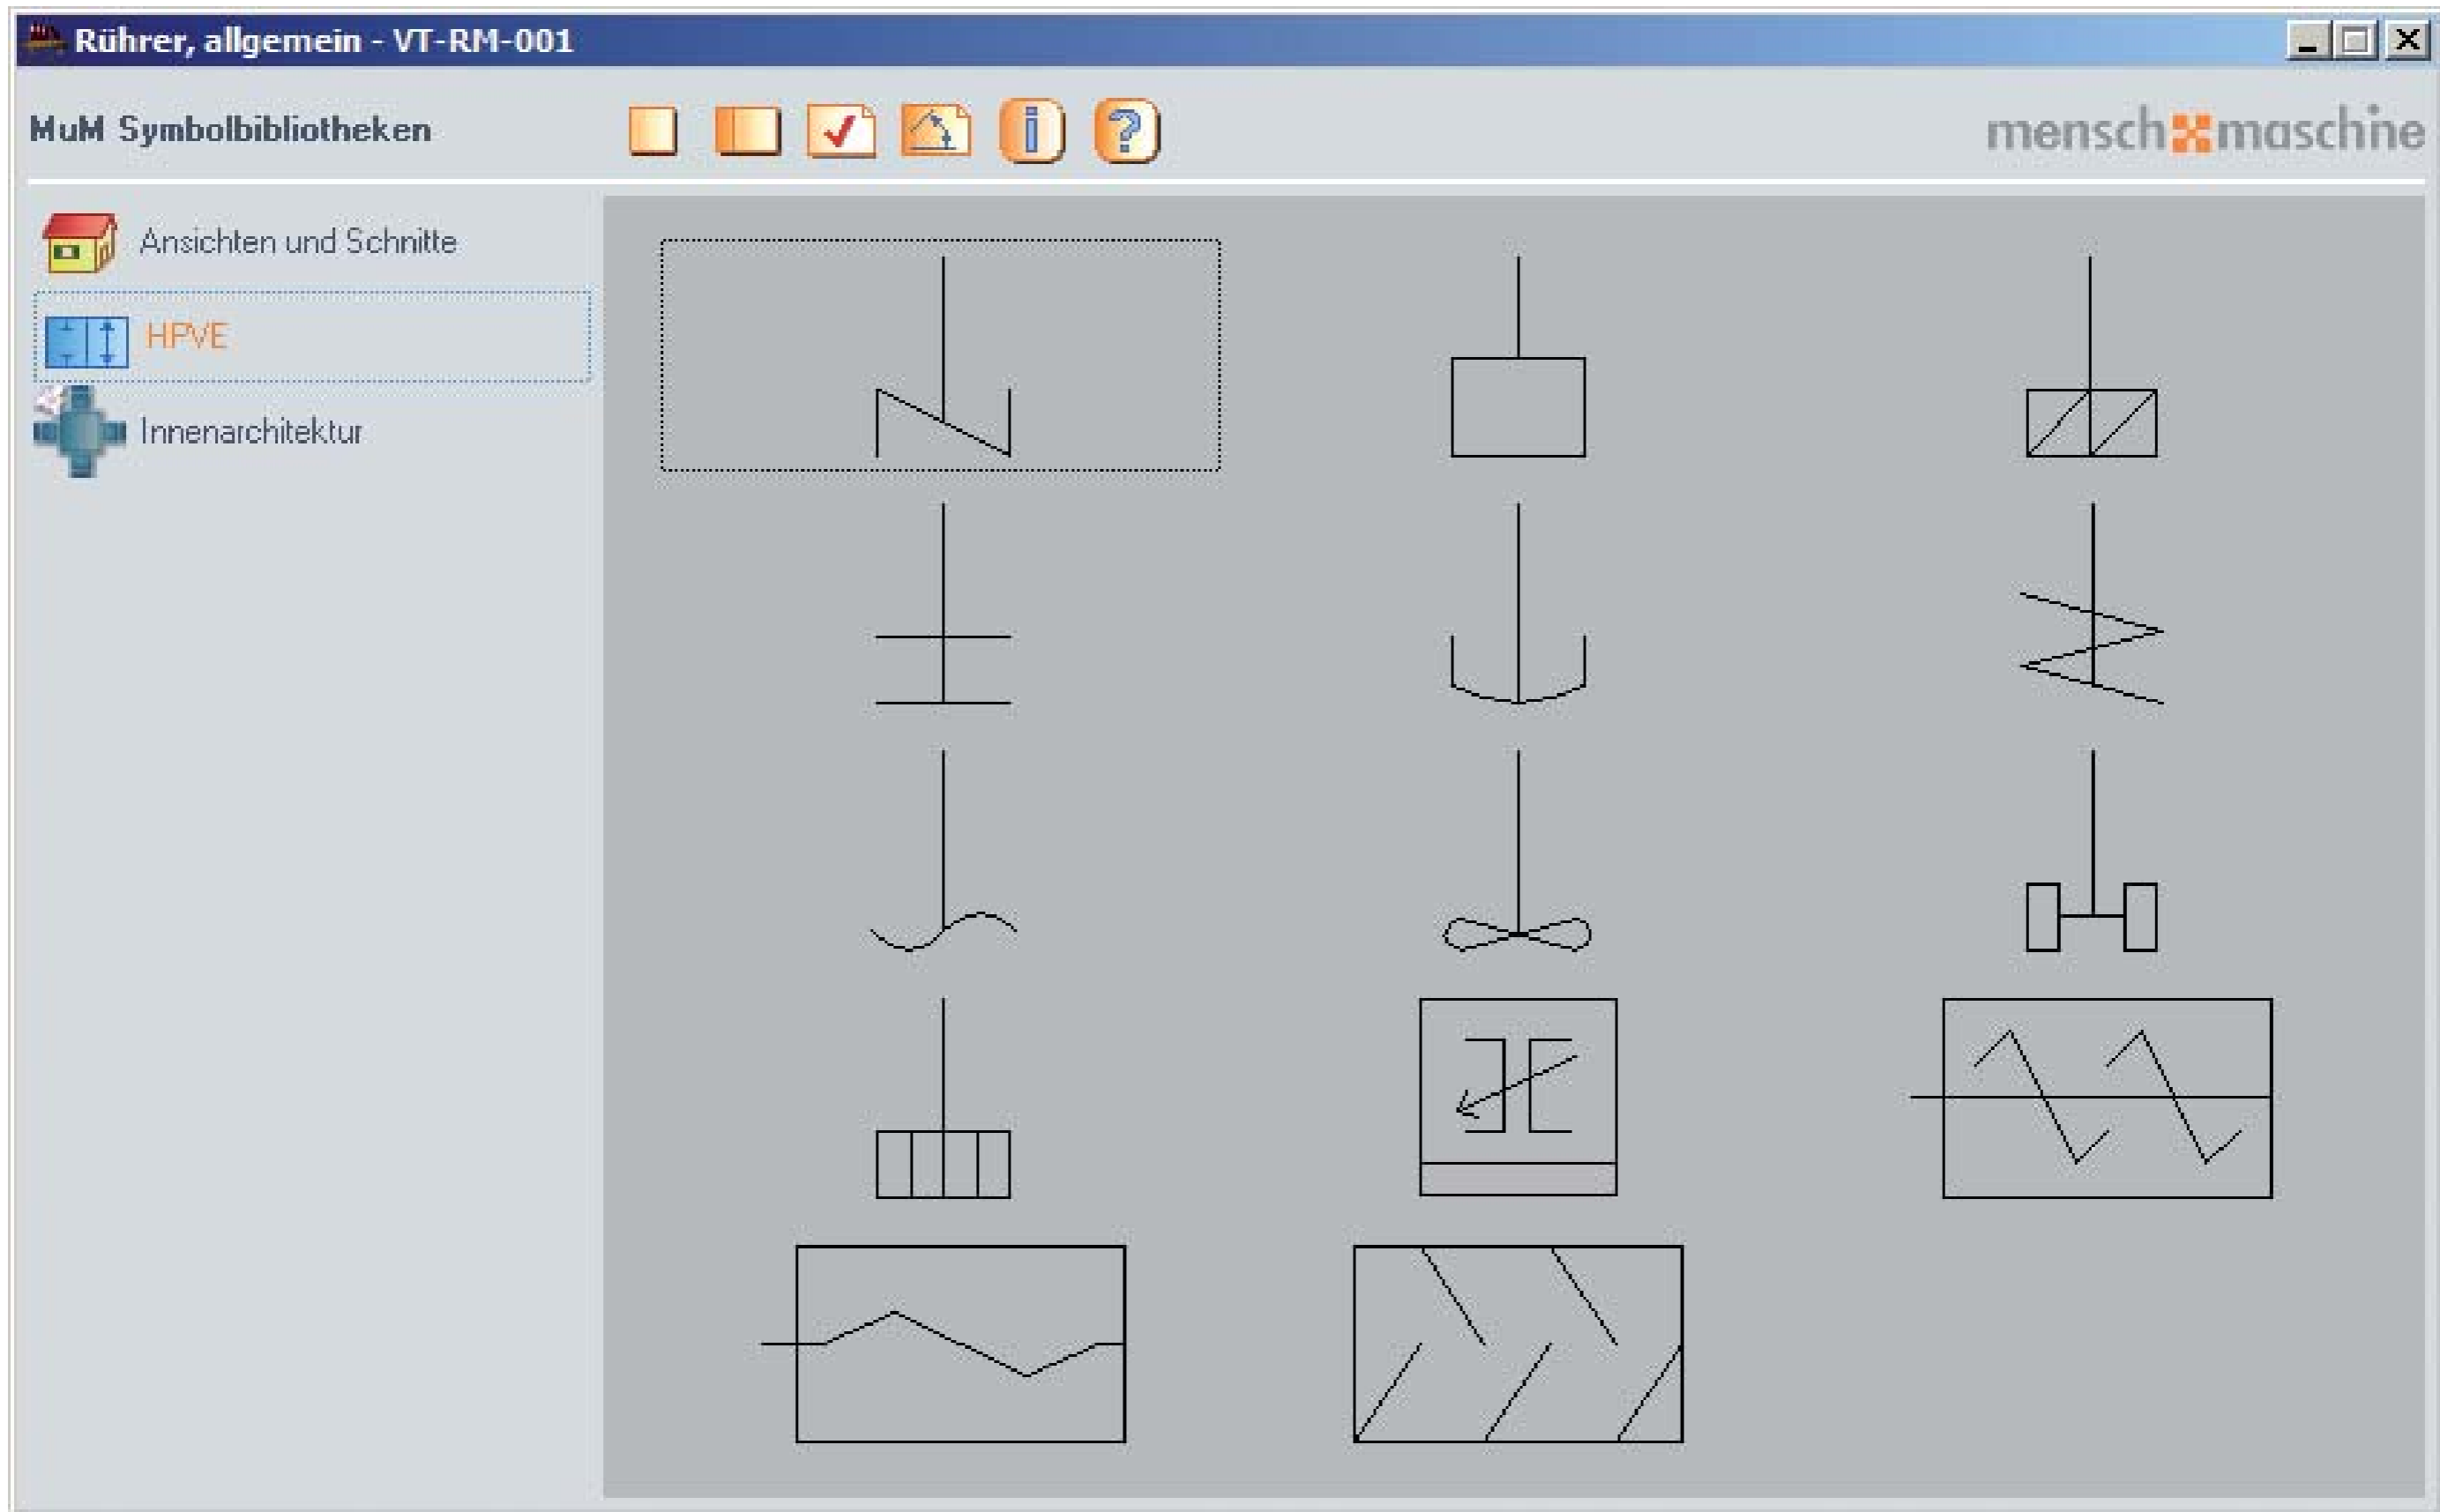 Rührer, allgemein - VT-RM-001
MuM Symbolbibliotheken
mensch maschine
Ansichten und Schnitte
HPVE
Innenarchitektur